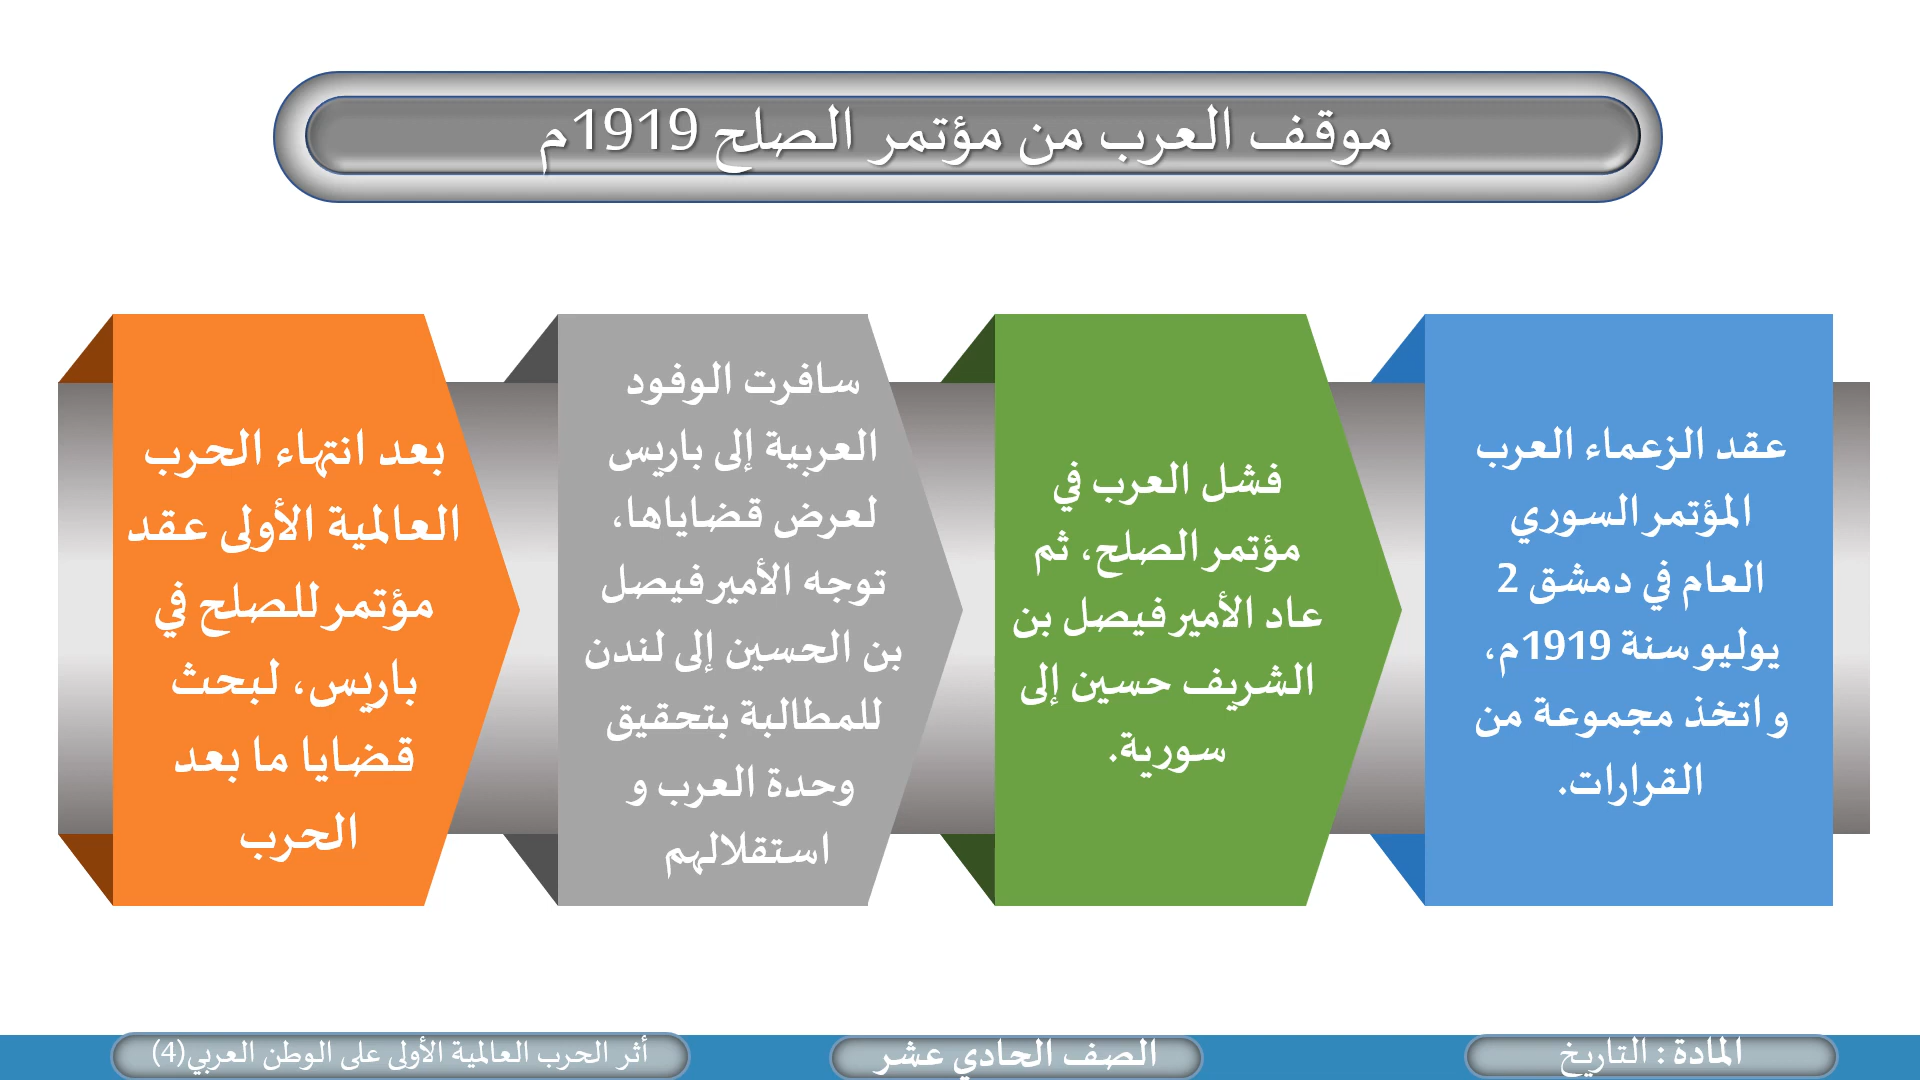 موقف العرب من مؤتمر الصلح 1919م
بعد انتهاء الحرب
العالمية الأولى عقد
مؤتمر للصلح في
باريس، لبحث
قضايا ما بعد
الحرب
سافرت الوفود
العربية إلى باريس
لعرض قضاياها،
توجه الأمير فيصل
بن الحسين إلى لندن
للمطالبة بتحقيق
وحدة العرب و
استقلالهم
فشل العرب في
مؤتمر الصلح، ثم
عاد الأمير فيصل بن
الشريف حسين إلى
سورية.
عقد الزعماء العرب
المؤتمر السوري
العام في دمشق 2
يوليو سنة 1919م،
و اتخذ مجموعة من
القرارات.
المادة : التاريخ
الصف الحادي عشر
أثر الحرب العالمية الأولى على الوطن العربي(4)